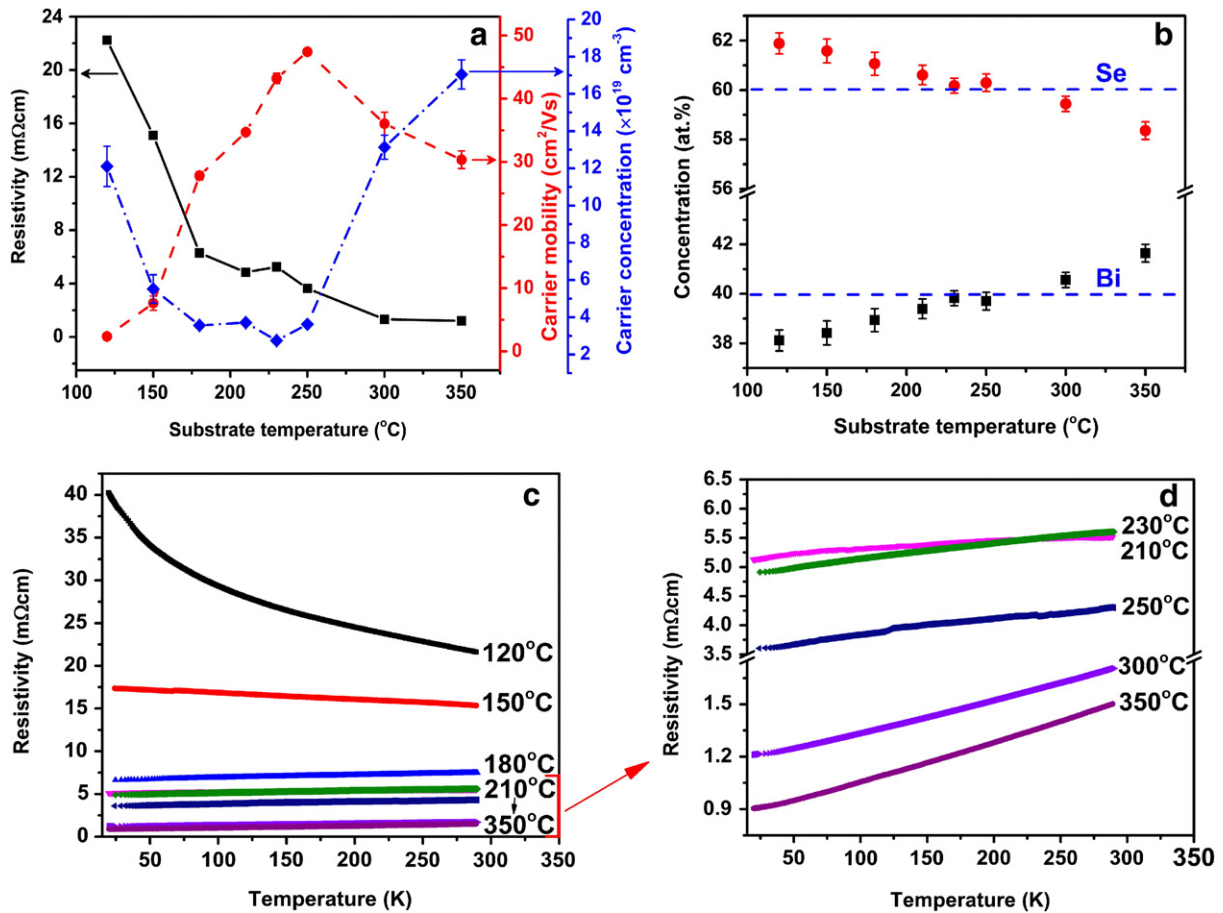 a
24
20
16
12
8
4
0
Resistivity (mΩcm)
100 150 200 250 300 350
Substrate temperature (°C)
50
40
30
20
10
0
Carrier mobility (cm²/Vs)
20
18
16
14
12
10
8
6
4
2
Carrier concentration (×10¹⁹ cm⁻³)
b
62
60
58
56
42
40
38
Concentration (at.%)
Se
Bi
100 150 200 250 300 350
Substrate temperature (°C)
c
40
35
30
25
20
15
10
5
0
Resistivity (mΩcm)
120°C
150°C
180°C
210°C
350°C
50 100 150 200 250 300 350
Temperature (K)
d
6.5
6.0
5.5
5.0
4.5
4.0
3.5
1.5
1.2
0.9
Resistivity (mΩcm)
230°C
210°C
250°C
300°C
350°C
50 100 150 200 250 300 350
Temperature (K)